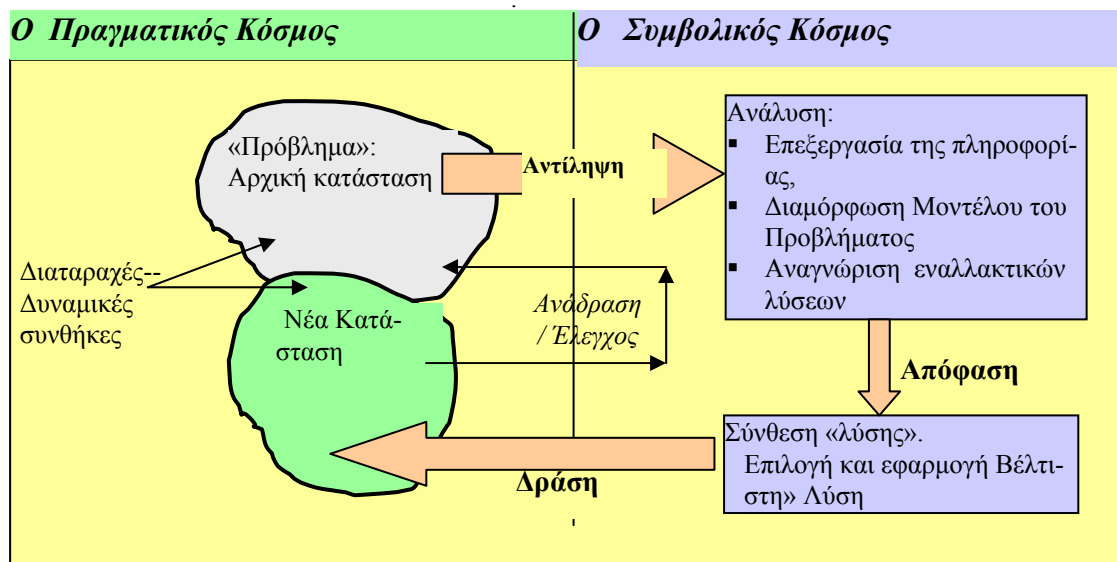 Ο Πραγματικός Κόσμος
Ο Συμβολικός Κόσμος
«Πρόβλημα»:
Αρχική κατάσταση
Αντίληψη
Ανάλυση:
▪ Επεξεργασία της πληροφορί-
ας,
▪ Διαμόρφωση Μοντέλου του
Προβλήματος
▪ Αναγνώριση εναλλακτικών
λύσεων
Διαταραχές--
Δυναμικές
συνθήκες
Νέα Κατά-
σταση
Ανάδραση
/ Έλεγχος
Απόφαση
Σύνθεση «λύσης».
Επιλογή και εφαρμογή Βέλτι-
στη» Λύση
Δράση